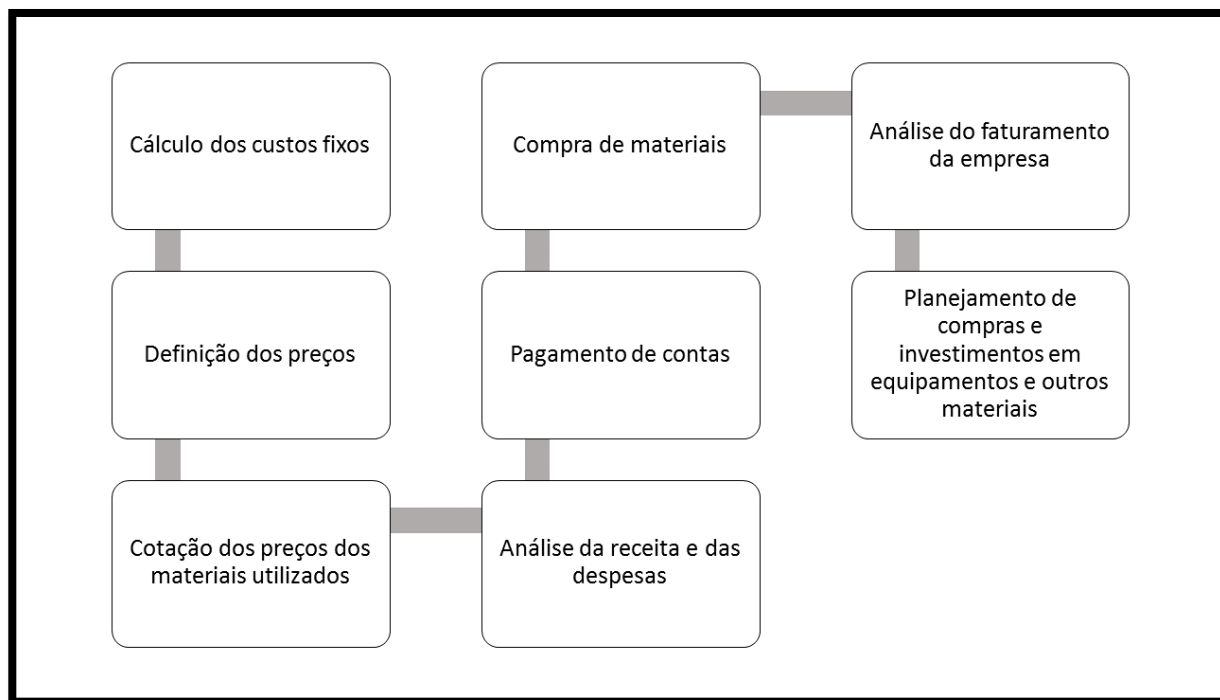 Cálculo dos custos fixos
Definição dos preços
Cotação dos preços dos
materiais utilizados
Análise da receita e das
despesas
Pagamento de contas
Compra de materiais
Análise do faturamento
da empresa
Planejamento de
compras e
investimentos em
equipamentos e outros
materiais